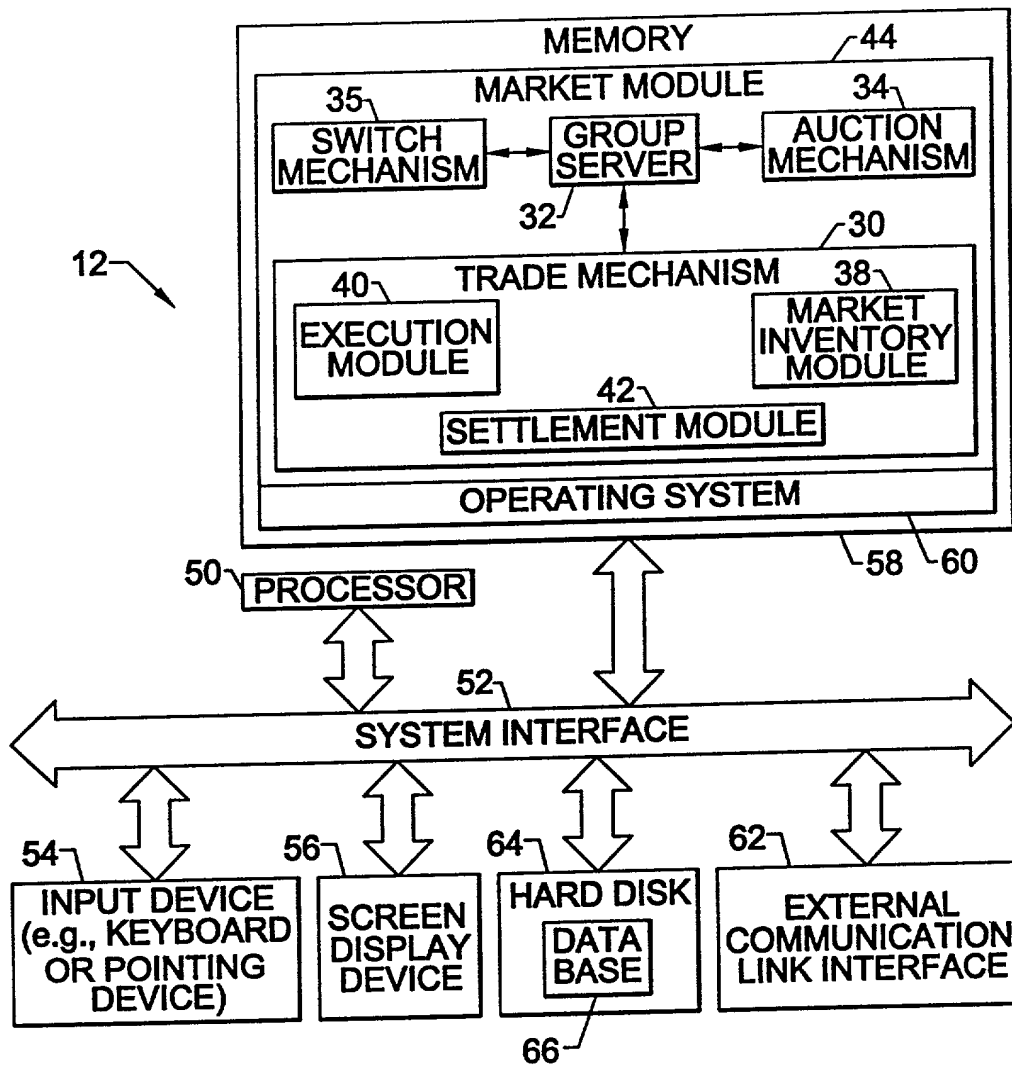 MEMORY
44
MARKET MODULE
35
34
SWITCH
MECHANISM
GROUP
SERVER
AUCTION
MECHANISM
32
30
12
TRADE MECHANISM
40
38
EXECUTION
MODULE
MARKET
INVENTORY
MODULE
42
SETTLEMENT MODULE
OPERATING SYSTEM
50
58
60
PROCESSOR
52
SYSTEM INTERFACE
54
56
64
62
INPUT DEVICE
(e.g., KEYBOARD
OR POINTING
DEVICE)
SCREEN
DISPLAY
DEVICE
HARD DISK
DATA
BASE
EXTERNAL
COMMUNICATION
LINK INTERFACE
66